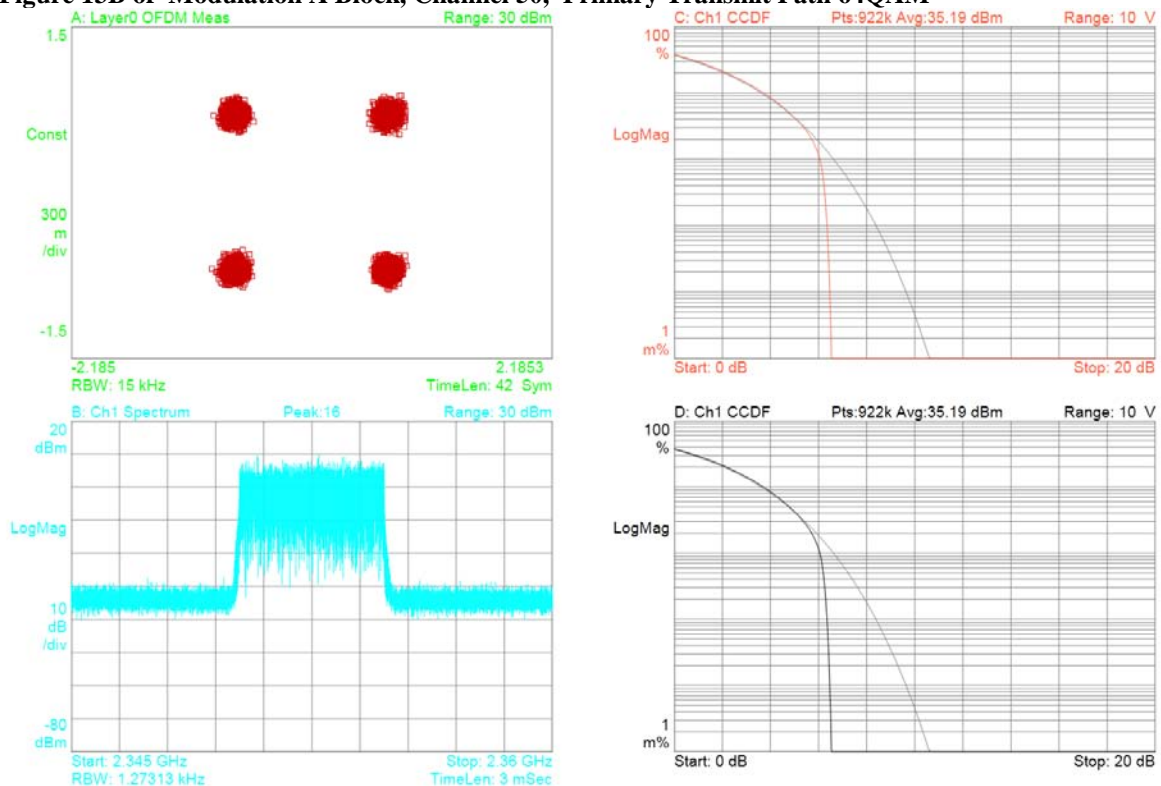 A: Layer0 OFDM Meas Range: 30 dBm
1.5
Const
300
m
/div
-1.5
-2.185 2.1853
RBW: 15 kHz TimeLen: 42 Sym
C: Ch1 CCDF Pts:922k Avg:35.19 dBm Range: 10 V
100
%
LogMag
1
m%
Start: 0 dB Stop: 20 dB
B: Ch1 Spectrum Peak:16 Range: 30 dBm
20
dBm
LogMag
10
dB
/div
-80
dBm
Start: 2.345 GHz Stop: 2.36 GHz
RBW: 1.27313 kHz TimeLen: 3 mSec
D: Ch1 CCDF Pts:922k Avg:35.19 dBm Range: 10 V
100
%
LogMag
1
m%
Start: 0 dB Stop: 20 dB